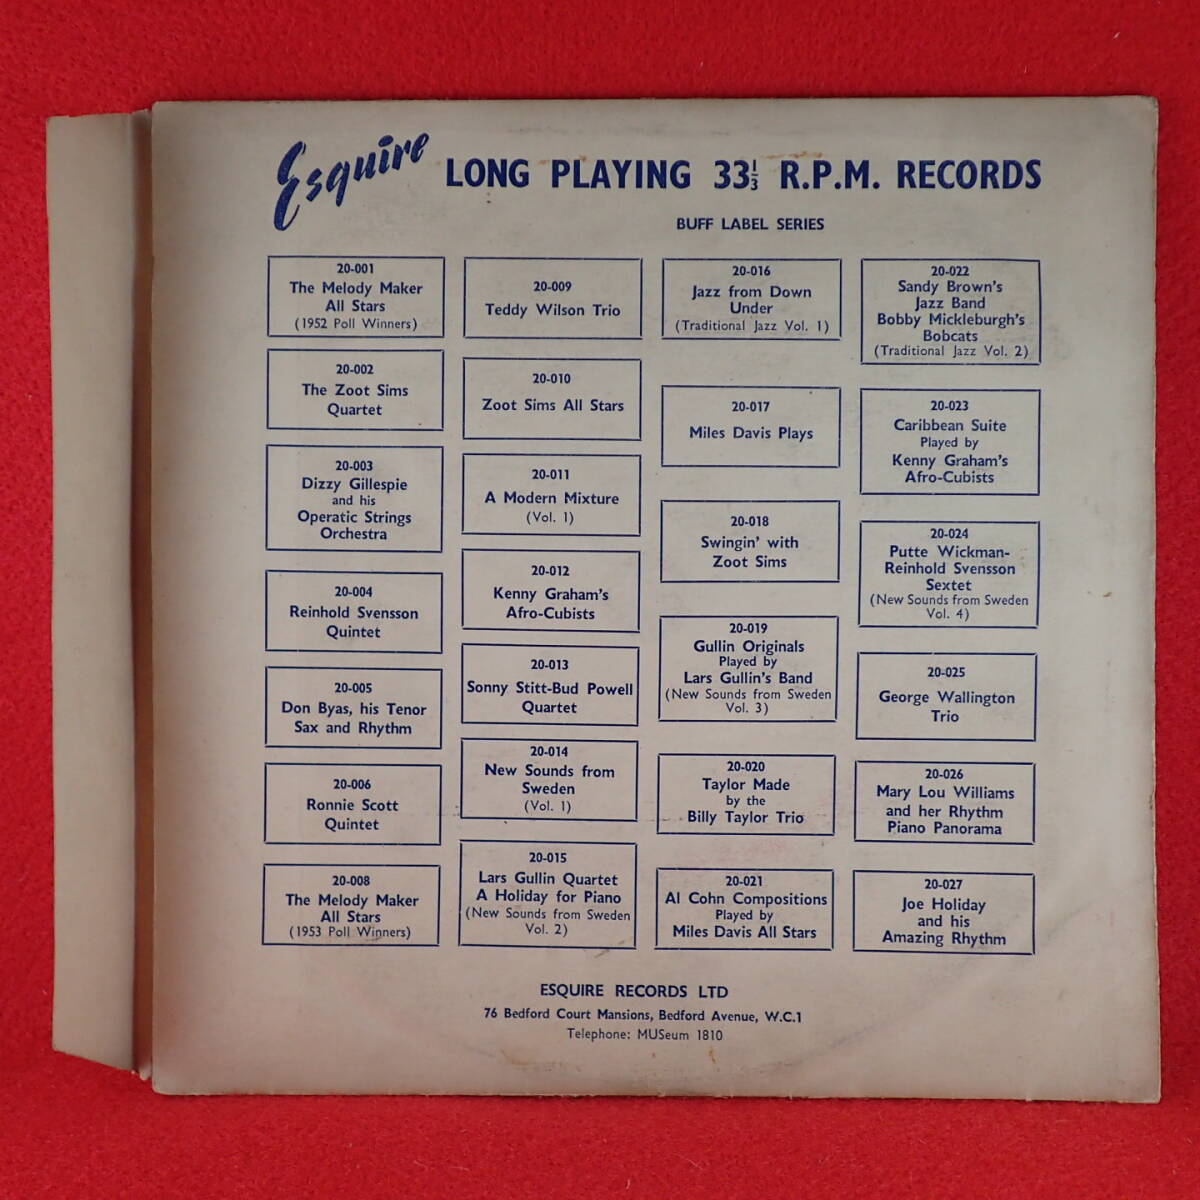 Esquire LONG PLAYING 33⅓ R.P.M. RECORDS
BUFF LABEL SERIES
20-001
The Melody Maker
All Stars
(1952 Poll Winners)
20-002
The Zoot Sims
Quartet
20-003
Dizzy Gillespie
and his
Operatic Strings
Orchestra
20-004
Reinhold Svensson
Quintet
20-005
Don Byas, his Tenor
Sax and Rhythm
20-006
Ronnie Scott
Quintet
20-008
The Melody Maker
All Stars
(1953 Poll Winners)
20-009
Teddy Wilson Trio
20-010
Zoot Sims All Stars
20-011
A Modern Mixture
(Vol. 1)
20-012
Kenny Graham's
Afro-Cubists
20-013
Sonny Stitt-Bud Powell
Quartet
20-014
New Sounds from
Sweden
(Vol. 1)
20-015
Lars Gullin Quartet
A Holiday for Piano
(New Sounds from Sweden
Vol. 2)
20-016
Jazz from Down
Under
(Traditional Jazz Vol. 1)
20-017
Miles Davis Plays
20-018
Swingin' with
Zoot Sims
20-019
Gullin Originals
Played by
Lars Gullin's Band
(New Sounds from Sweden
Vol. 3)
20-020
Taylor Made
by the
Billy Taylor Trio
20-021
Al Cohn Compositions
Played by
Miles Davis All Stars
20-022
Sandy Brown's
Jazz Band
Bobby Mickleburgh's
Bobcats
(Traditional Jazz Vol. 2)
20-023
Caribbean Suite
Played by
Kenny Graham's
Afro-Cubists
20-024
Putte Wickman-
Reinhold Svensson
Sextet
(New Sounds from Sweden
Vol. 4)
20-025
George Wallington
Trio
20-026
Mary Lou Williams
and her Rhythm
Piano Panorama
20-027
Joe Holiday
and his
Amazing Rhythm
ESQUIRE RECORDS LTD
76 Bedford Court Mansions, Bedford Avenue, W.C.1
Telephone: MUSeum 1810